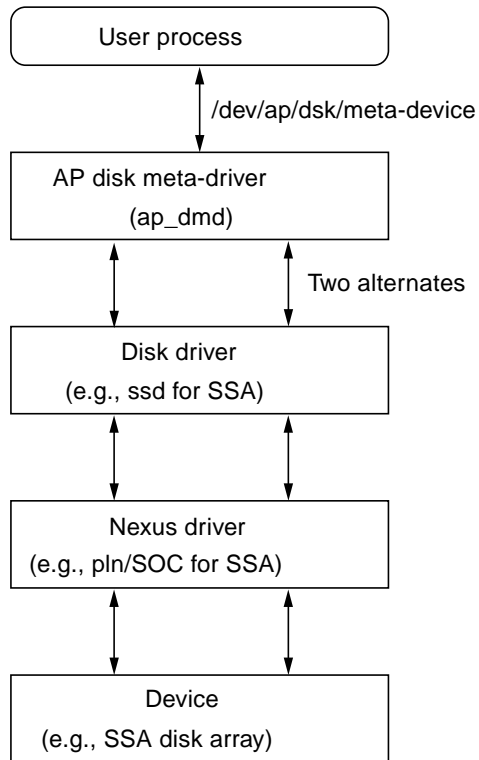 User process
/dev/ap/dsk/meta-device
AP disk meta-driver
(ap_dmd)
Two alternates
Disk driver
(e.g., ssd for SSA)
Nexus driver
(e.g., pln/SOC for SSA)
Device
(e.g., SSA disk array)